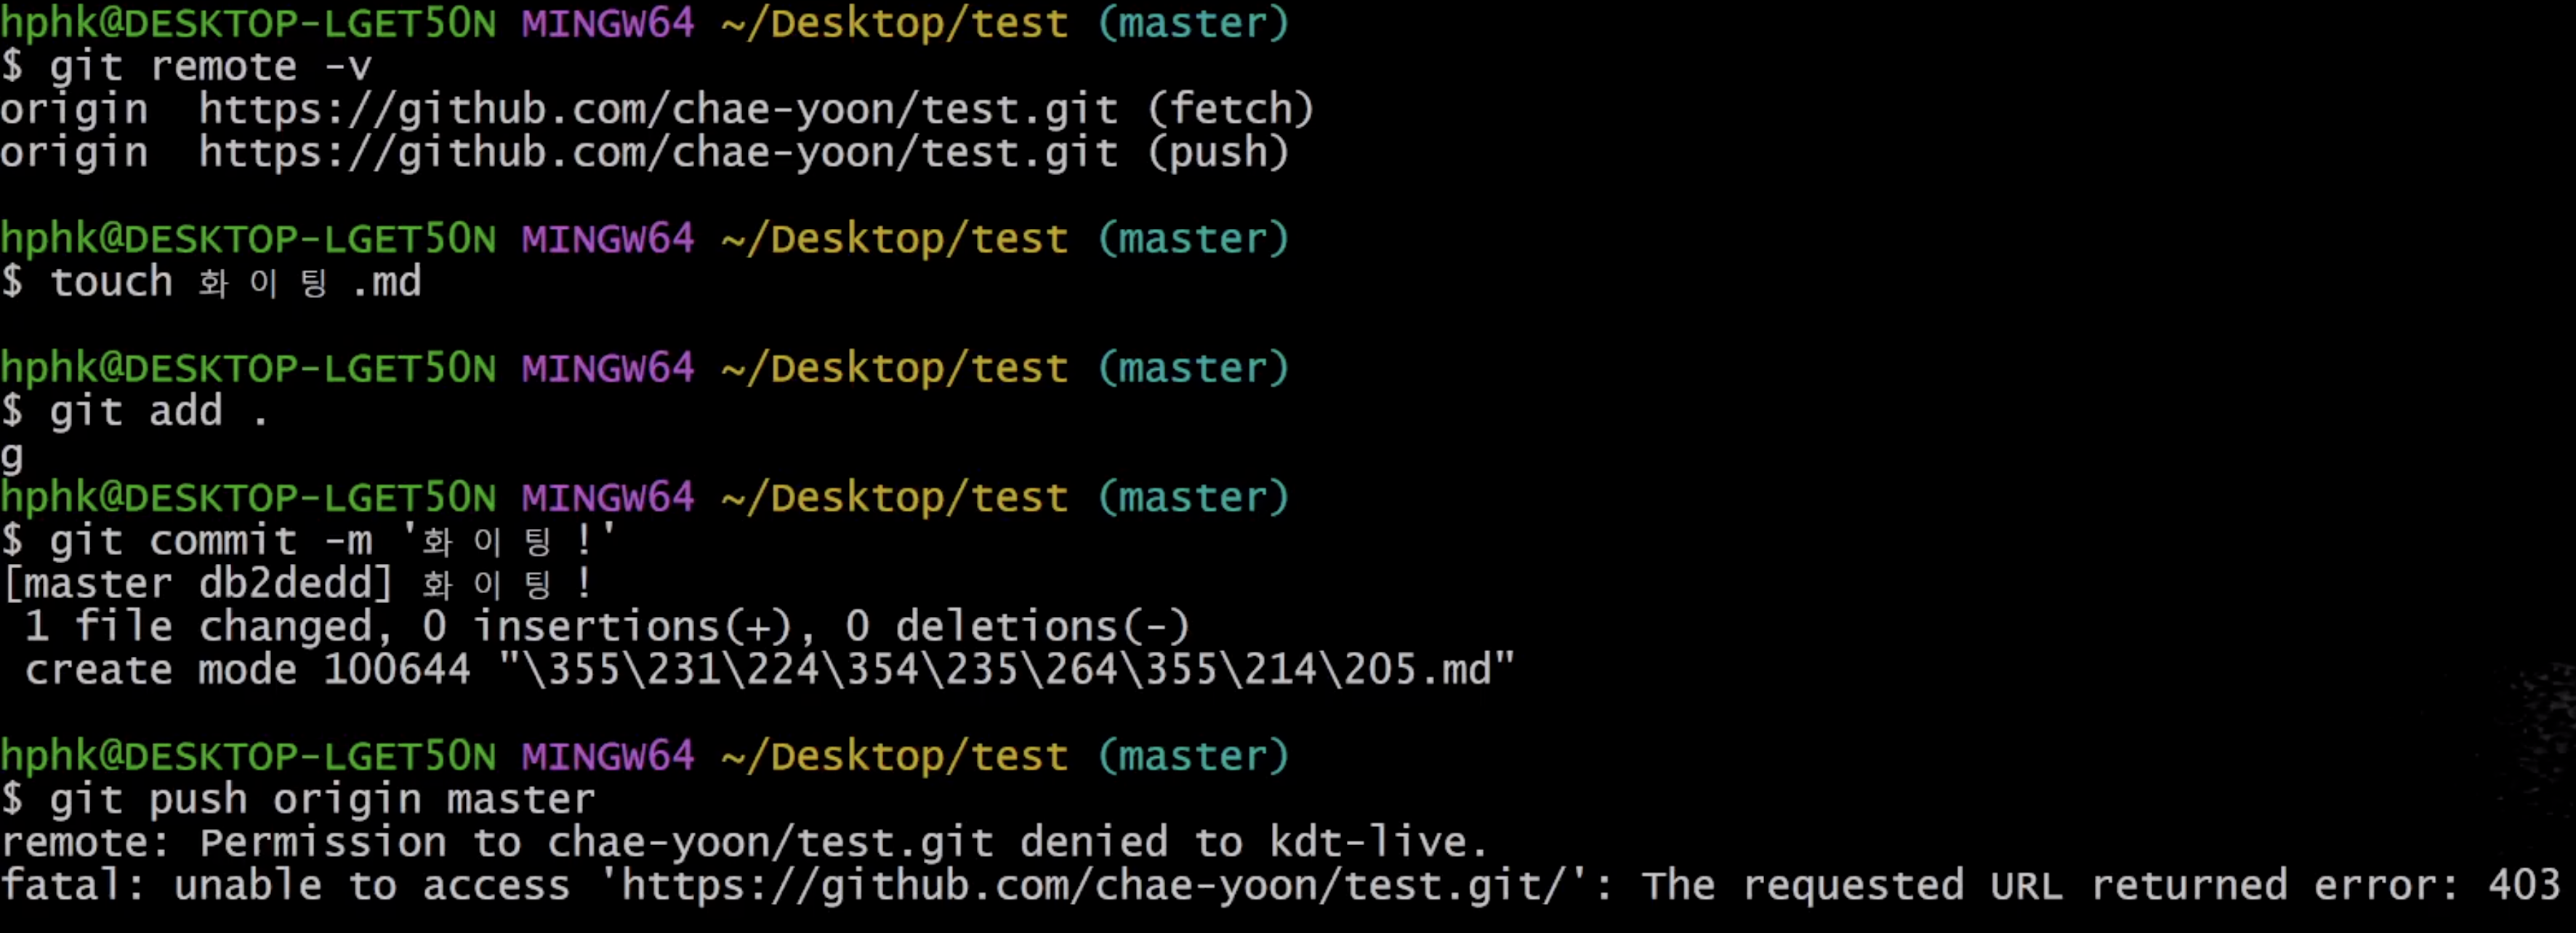 hphk@DESKTOP-LGET50N MINGW64 ~/Desktop/test (master)
$ git remote -v
origin  https://github.com/chae-yoon/test.git (fetch)
origin  https://github.com/chae-yoon/test.git (push)
hphk@DESKTOP-LGET50N MINGW64 ~/Desktop/test (master)
$ touch 화이팅.md
hphk@DESKTOP-LGET50N MINGW64 ~/Desktop/test (master)
$ git add .
g
hphk@DESKTOP-LGET50N MINGW64 ~/Desktop/test (master)
$ git commit -m '화이팅!'
[master db2dedd] 화이팅!
 1 file changed, 0 insertions(+), 0 deletions(-)
 create mode 100644 "\355\231\224\354\235\264\355\214\205.md"
hphk@DESKTOP-LGET50N MINGW64 ~/Desktop/test (master)
$ git push origin master
remote: Permission to chae-yoon/test.git denied to kdt-live.
fatal: unable to access 'https://github.com/chae-yoon/test.git/': The requested URL returned error: 403